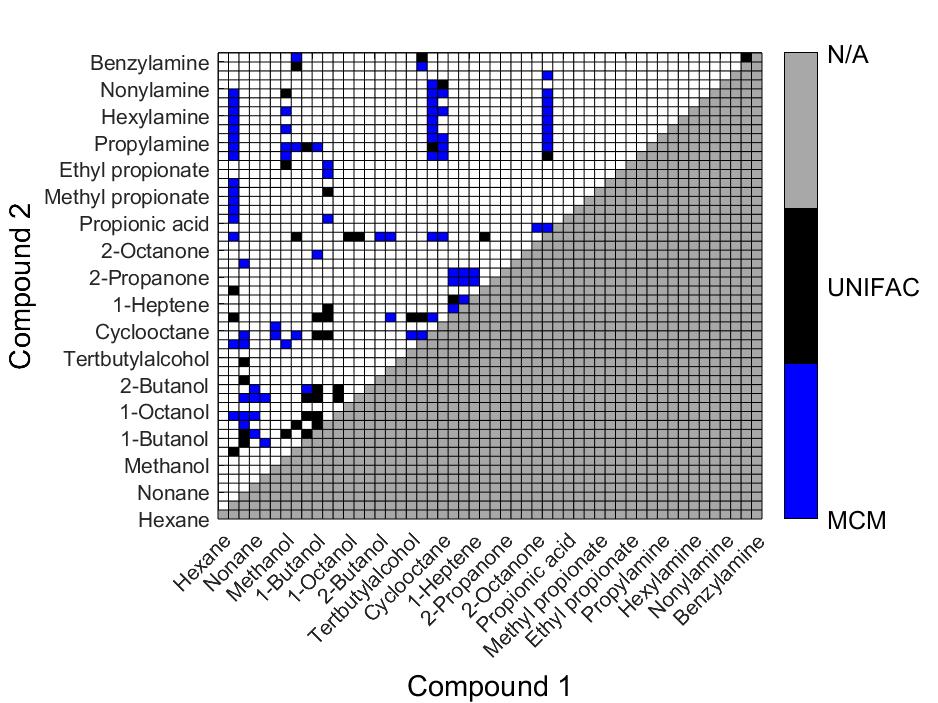 Compound 2
Benzylamine
Nonylamine
Hexylamine
Propylamine
Ethyl propionate
Methyl propionate
Propionic acid
2-Octanone
2-Propanone
1-Heptene
Cyclooctane
Tertbutylalcohol
2-Butanol
1-Octanol
1-Butanol
Methanol
Nonane
Hexane
Hexane
Nonane
Methanol
1-Butanol
1-Octanol
2-Butanol
Tertbutylalcohol
Cyclooctane
1-Heptene
2-Propanone
2-Octanone
Propionic acid
Methyl propionate
Ethyl propionate
Propylamine
Hexylamine
Nonylamine
Benzylamine
Compound 1
N/A
UNIFAC
MCM